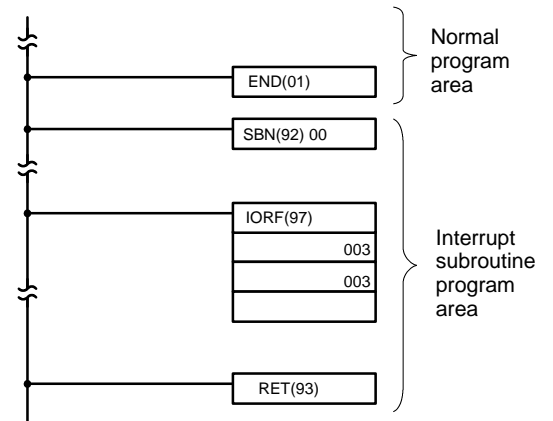 Normal
program
area
END(01)
SBN(92) 00
IORF(97)
003
003
Interrupt
subroutine
program
area
RET(93)